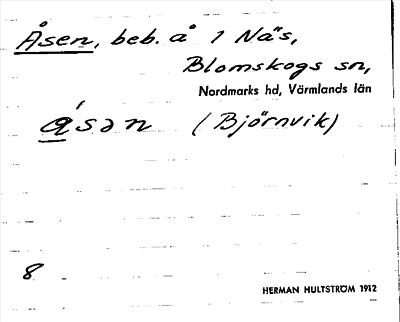 Åsen, beb. å 1 Näs,
Blomskogs sn,
Nordmarks hd, Värmlands län
åsən (Björnvik)
8
HERMAN HULTSTRÖM 1912